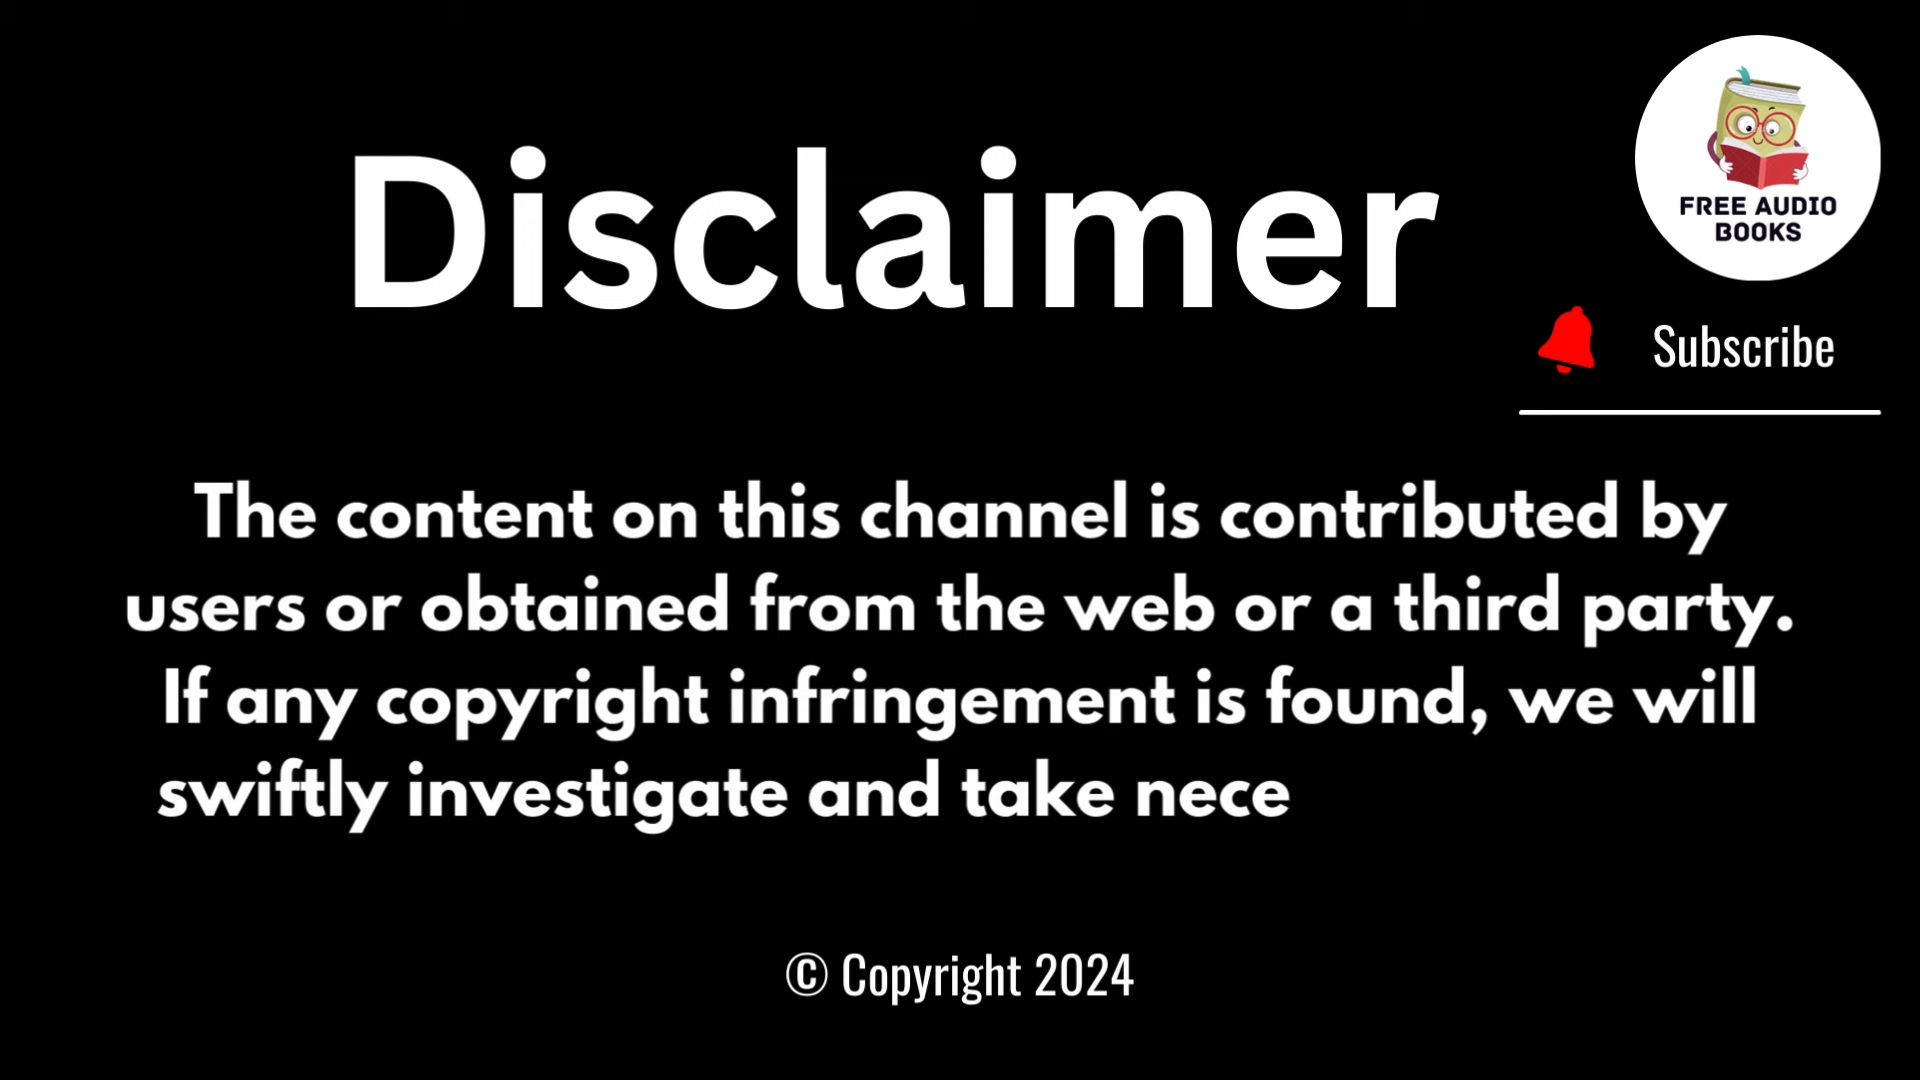 Disclaimer
FREE AUDIO
BOOKS
Subscribe
The content on this channel is contributed by
users or obtained from the web or a third party.
If any copyright infringement is found, we will
swiftly investigate and take nece
© Copyright 2024